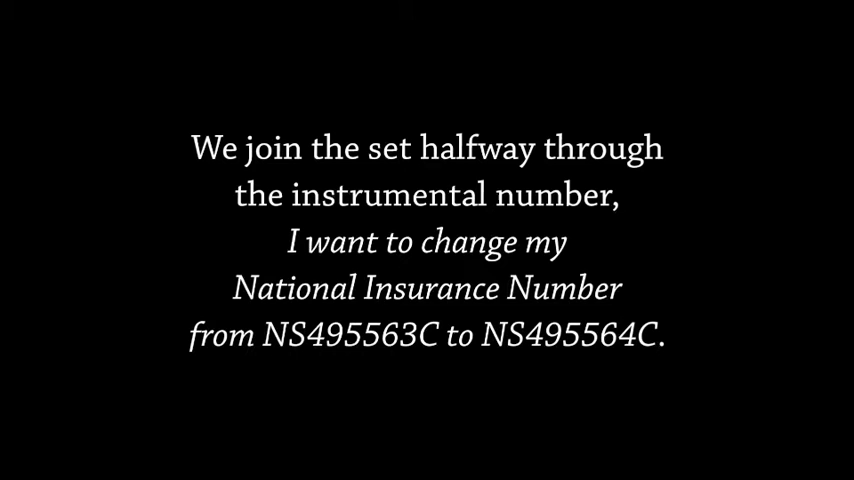 We join the set halfway through
the instrumental number,
I want to change my
National Insurance Number
from NS495563C to NS495564C.